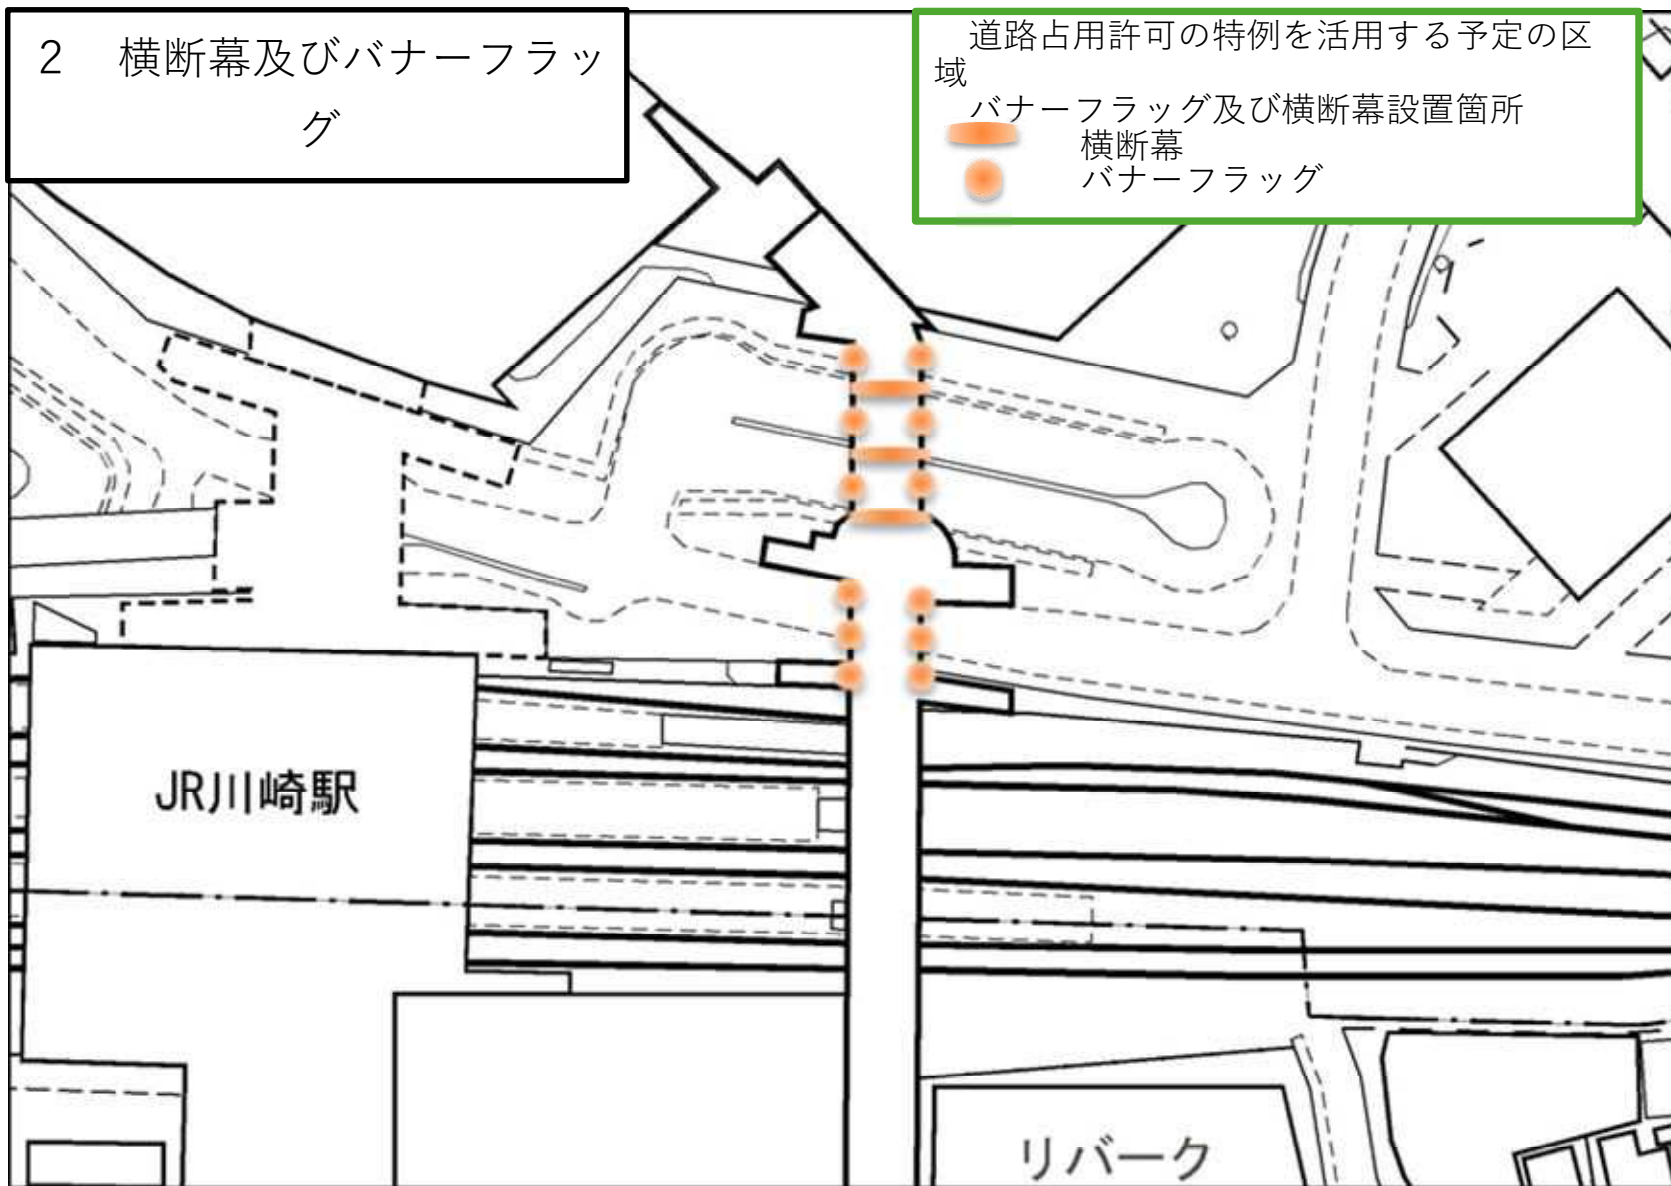 ２　横断幕及びバナーフラッ
グ
道路占用許可の特例を活用する予定の区
域
バナーフラッグ及び横断幕設置箇所
横断幕
バナーフラッグ
JR川崎駅
リバーク